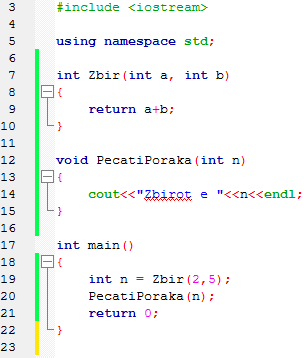 3 #include <iostream>
4
5 using namespace std;
6
7 int Zbir(int a, int b)
8 {
9 return a+b;
10 }
11
12 void PecatiPoraka(int n)
13 {
14 cout<<"Zbirot e "<<n<<endl;
15 }
16
17 int main()
18 {
19 int n = Zbir(2,5);
20 PecatiPoraka(n);
21 return 0;
22 }
23